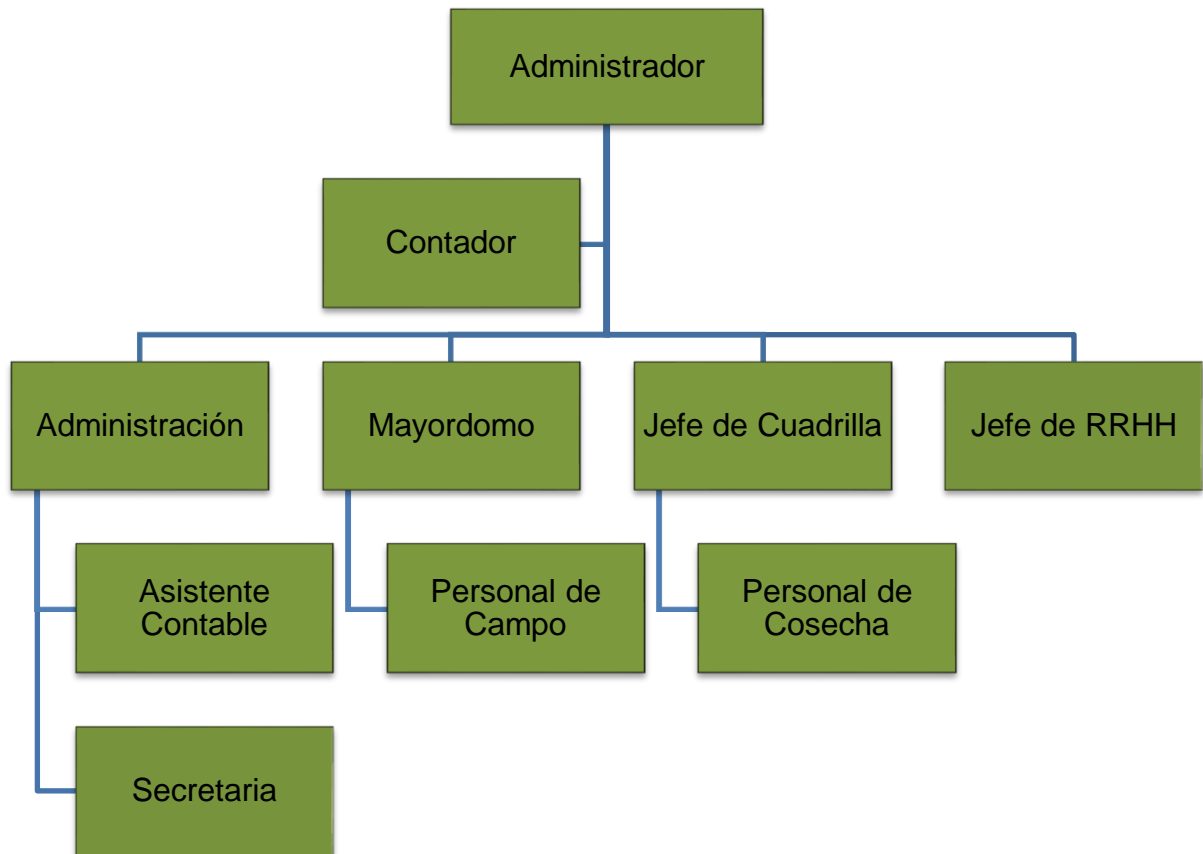 Administrador
Contador
Administración
Mayordomo
Jefe de Cuadrilla
Jefe de RRHH
Asistente
Contable
Personal de
Campo
Personal de
Cosecha
Secretaria